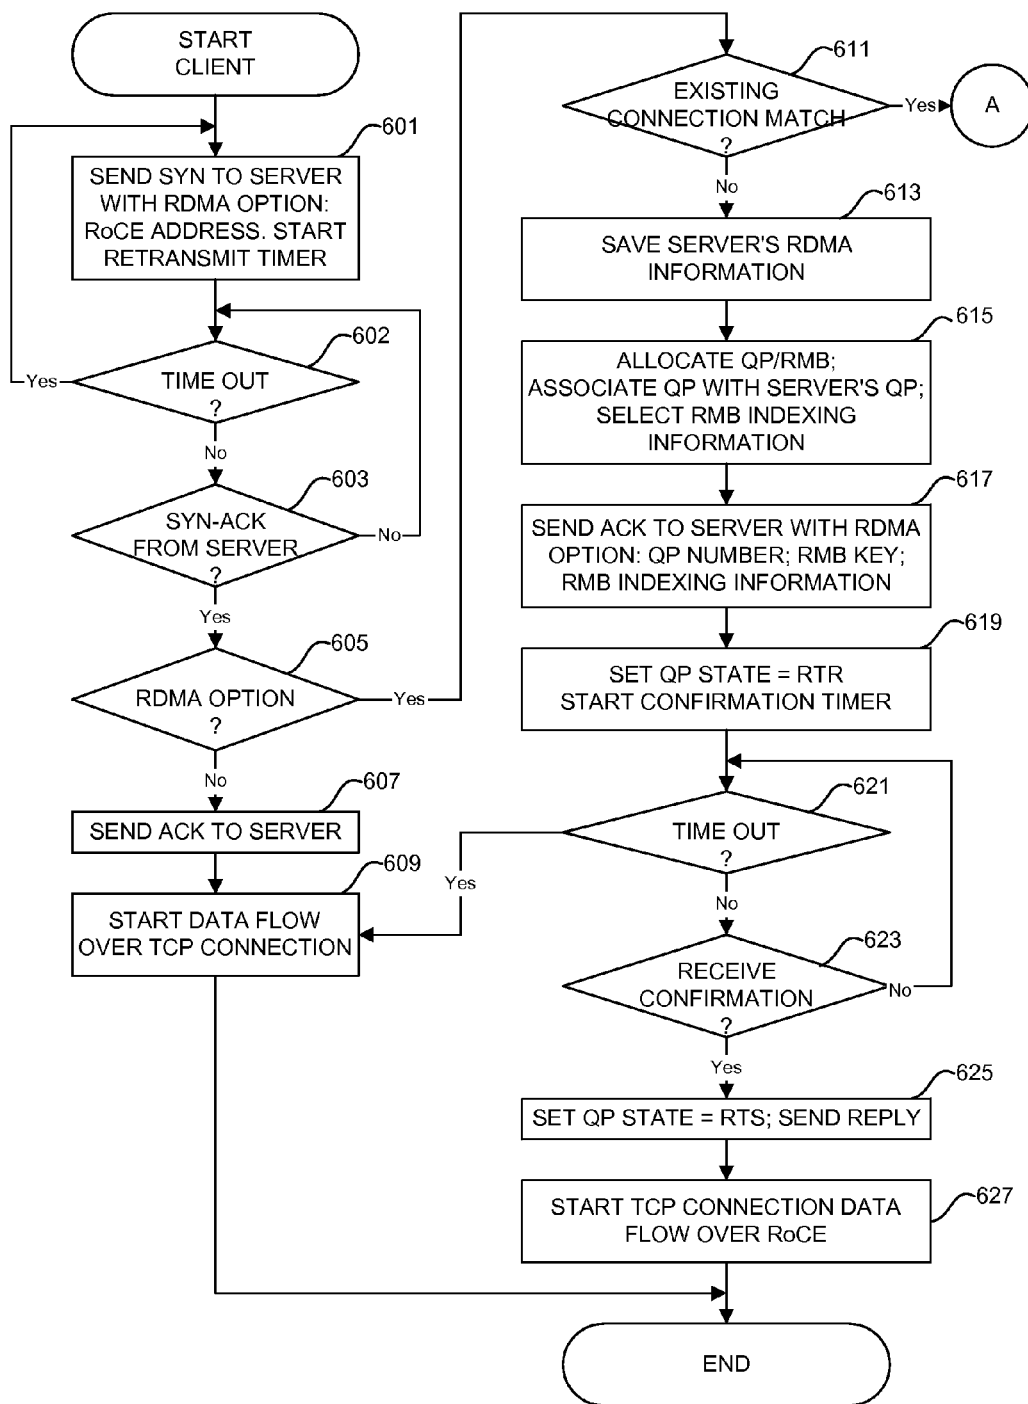 START
CLIENT
601
SEND SYN TO SERVER
WITH RDMA OPTION:
RoCE ADDRESS. START
RETRANSMIT TIMER
602
TIME OUT
?
Yes
No
603
SYN-ACK
FROM SERVER
?
No
Yes
605
RDMA OPTION
?
Yes
No
607
SEND ACK TO SERVER
609
START DATA FLOW
OVER TCP CONNECTION
611
EXISTING
CONNECTION MATCH
?
Yes
A
No
613
SAVE SERVER'S RDMA
INFORMATION
615
ALLOCATE QP/RMB;
ASSOCIATE QP WITH SERVER'S QP;
SELECT RMB INDEXING
INFORMATION
617
SEND ACK TO SERVER WITH RDMA
OPTION: QP NUMBER; RMB KEY;
RMB INDEXING INFORMATION
619
SET QP STATE = RTR
START CONFIRMATION TIMER
621
TIME OUT
?
Yes
No
623
RECEIVE
CONFIRMATION
?
No
Yes
625
SET QP STATE = RTS; SEND REPLY
627
START TCP CONNECTION DATA
FLOW OVER RoCE
END